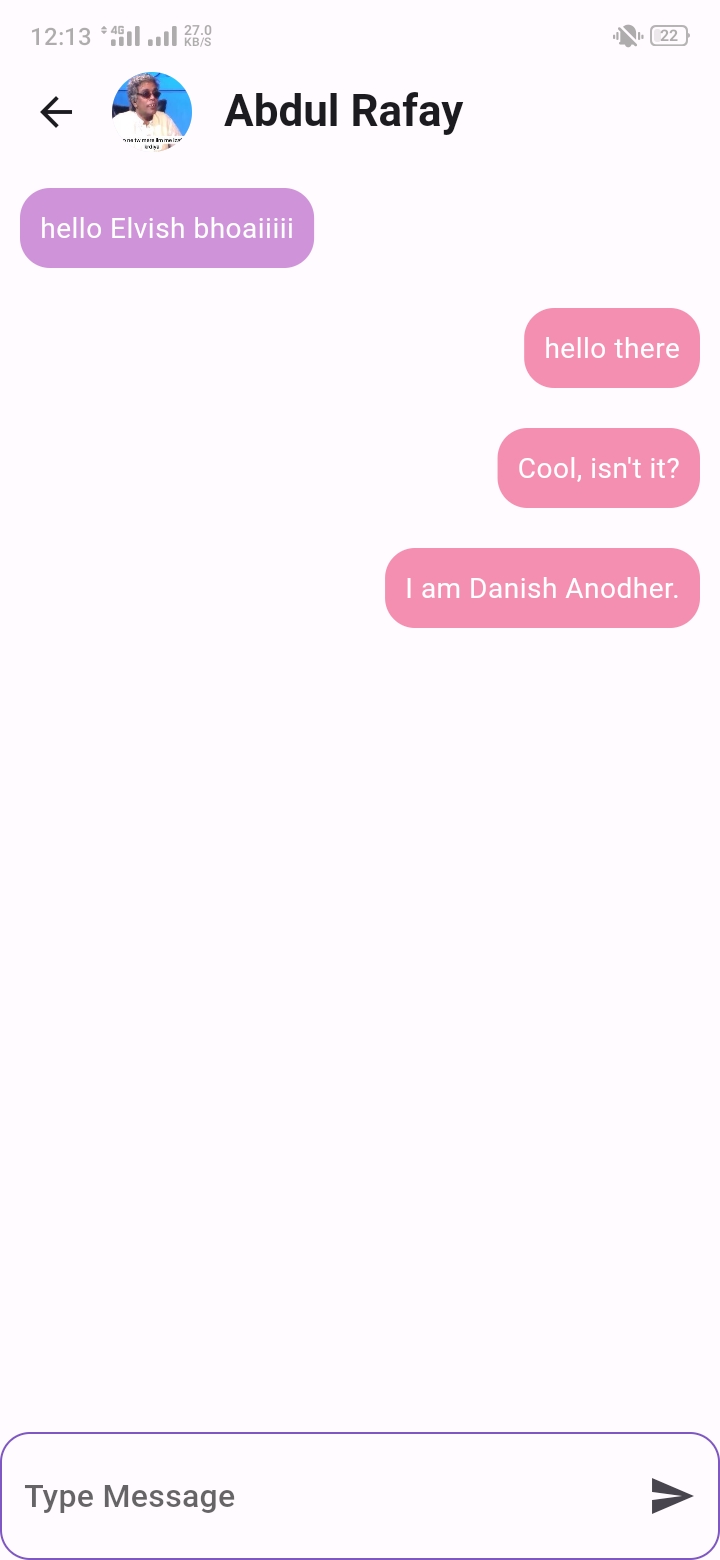 12:13 4G 27.0 KB/S 22
Abdul Rafay
hello Elvish bhoaiiiii
hello there
Cool, isn't it?
I am Danish Anodher.
Type Message